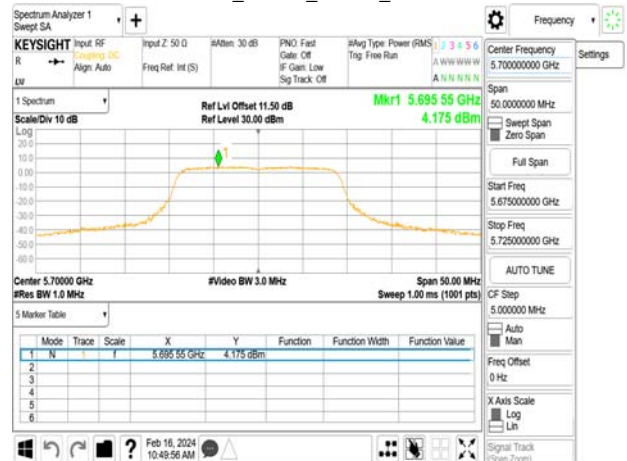 Spectrum Analyzer 1
Swept SA
Frequency
KEYSIGHT
Input: RF
Coupling: DC
Align: Auto
Input Z: 50 Ω
Freq Ref: Int (S)
#Atten: 30 dB
PNO: Fast
Gate: Off
IF Gain: Low
Sig Track: Off
#Avg Type: Power (RMS
Trig: Free Run
1 2 3 4 5 6
A W W W W W
A N N N N N
R
LVI
Center Frequency
5.700000000 GHz
Settings
Span
50.0000000 MHz
Swept Span
Zero Span
Full Span
Start Freq
5.675000000 GHz
Stop Freq
5.725000000 GHz
AUTO TUNE
CF Step
5.000000 MHz
Auto
Man
Freq Offset
0 Hz
X Axis Scale
Log
Lin
Signal Track
(Span Zoom)
1 Spectrum
Scale/Div 10 dB
Log
Ref Lvl Offset 11.50 dB
Ref Level 30.00 dBm
Mkr1 5.695 55 GHz
4.175 dBm
20.0
10.0
0.00
-10.0
-20.0
-30.0
-40.0
-50.0
-60.0
1
Center 5.70000 GHz
#Res BW 1.0 MHz
#Video BW 3.0 MHz
Span 50.00 MHz
Sweep 1.00 ms (1001 pts)
5 Marker Table
Mode Trace Scale X Y Function Function Width Function Value
1 N 1 f 5.695 55 GHz 4.175 dBm
2
3
4
5
6
?
Feb 16, 2024
10:49:56 AM